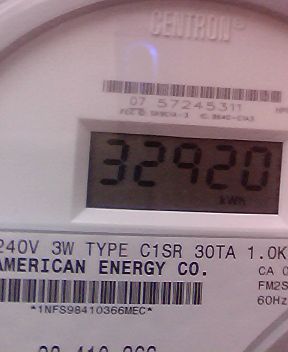 CENTRON®
07 57245311
32920
kWh
240V 3W TYPE C1SR 30TA 1.0K
AMERICAN ENERGY CO.
CA 0
FM2S
60Hz
*1NFS98410366MEC*